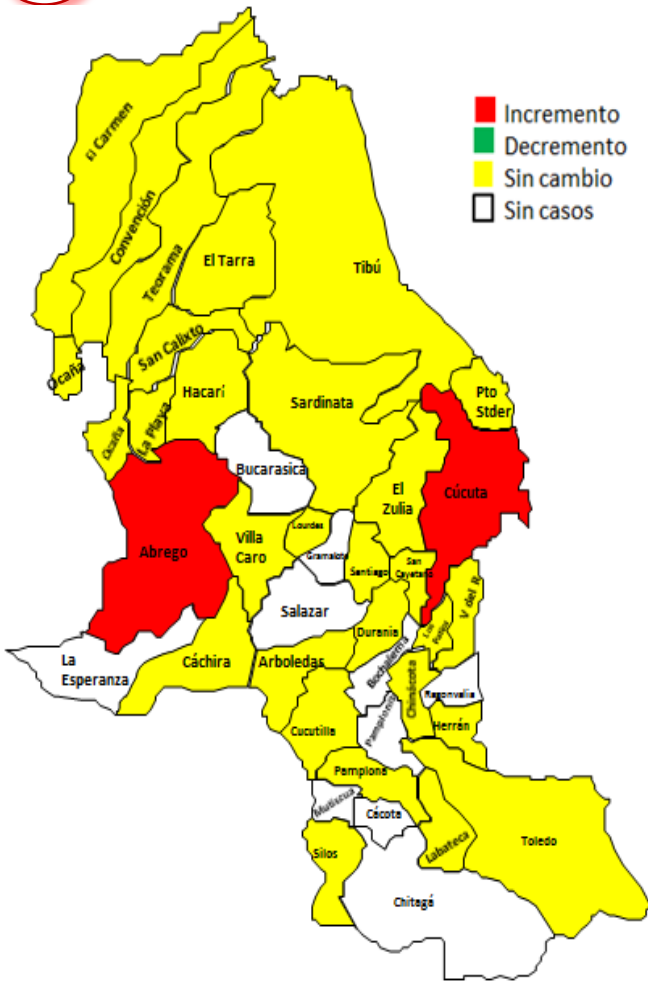 Incremento
Decremento
Sin cambio
Sin casos
El Carmen
Convención
Teorama
El Tarra
Tibú
San Calixto
Ocaña
Hacarí
Sardinata
Pto
Stder
La Playa
Ocaña
Bucarasica
El
Zulia
Cúcuta
Abrego
Villa
Caro
Lourdes
Gramalote
Santiago
San
Cayetano
V del R
Salazar
Durania
Los
La
Esperanza
Cáchira
Arboledas
Bochalema
Chinácota
Ragonvalia
Pamplonita
Herrán
Cucutilla
Pamplona
Mutiscua
Cácota
Labateca
Toledo
Silos
Chitagá